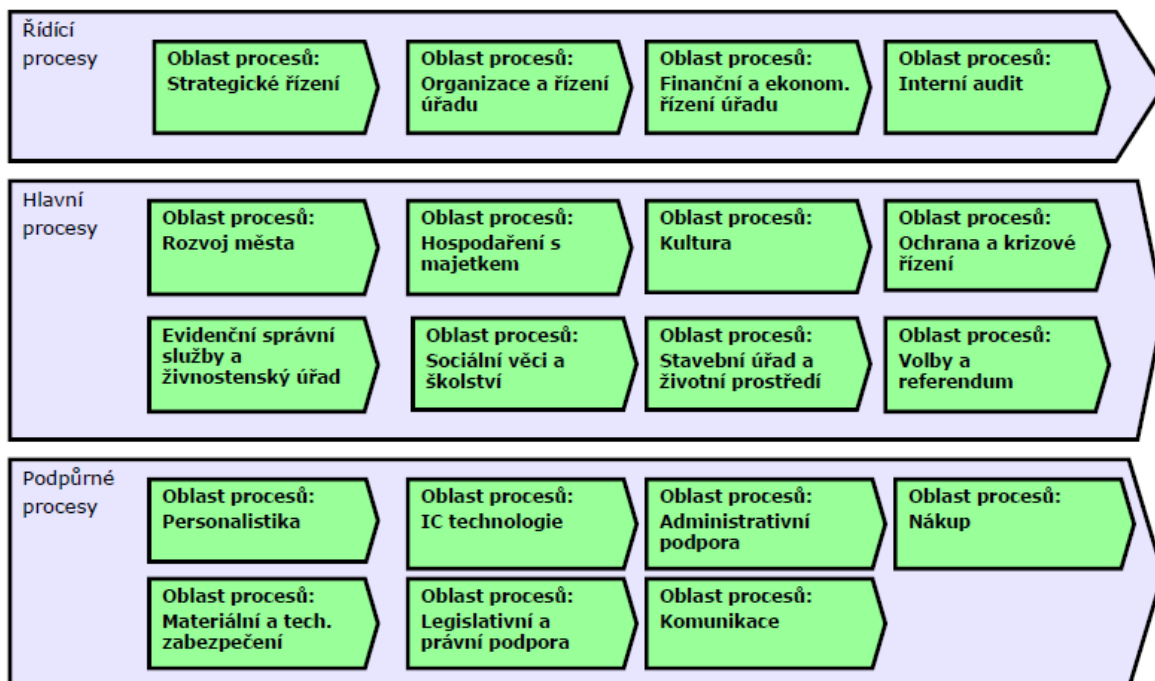 Řídící
procesy
Oblast procesů:
Strategické řízení
Oblast procesů:
Organizace a řízení
úřadu
Oblast procesů:
Finanční a ekonom.
řízení úřadu
Oblast procesů:
Interní audit
Hlavní
procesy
Oblast procesů:
Rozvoj města
Oblast procesů:
Hospodaření s
majetkem
Oblast procesů:
Kultura
Oblast procesů:
Ochrana a krizové
řízení
Evidenční správní
služby a
živnostenský úřad
Oblast procesů:
Sociální věci a
školství
Oblast procesů:
Stavební úřad a
životní prostředí
Oblast procesů:
Volby a
referendum
Podpůrné
procesy
Oblast procesů:
Personalistika
Oblast procesů:
IC technologie
Oblast procesů:
Administrativní
podpora
Oblast procesů:
Nákup
Oblast procesů:
Materiální a tech.
zabezpečení
Oblast procesů:
Legislativní a
právní podpora
Oblast procesů:
Komunikace